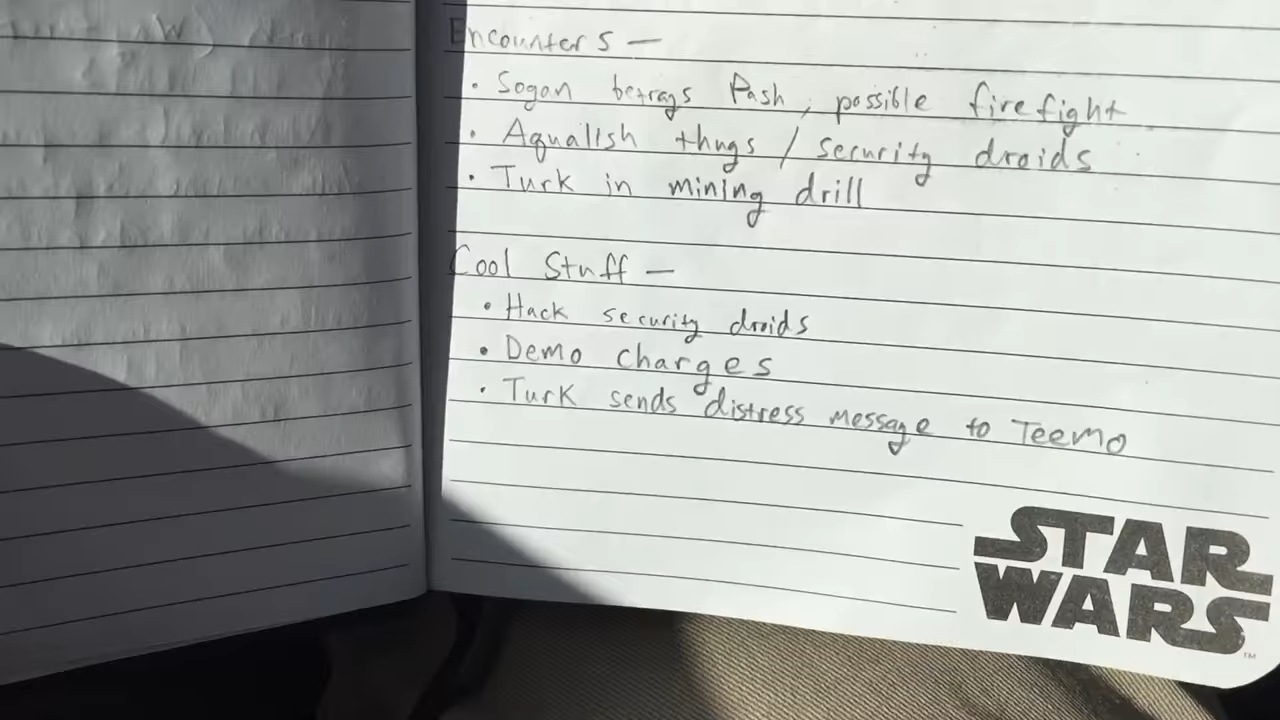 Encounters —
• Sogan betrays Pash, possible firefight
• Aqualish thugs / security droids
• Turk in mining drill
Cool Stuff —
• Hack security droids
• Demo charges
• Turk sends distress message to Teemo
STAR
WARS
TM